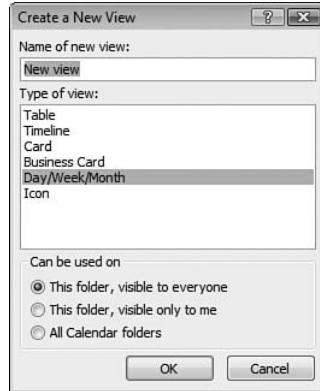 Create a New View
Name of new view:
New view
Type of view:
Table
Timeline
Card
Business Card
Day/Week/Month
Icon
Can be used on
This folder, visible to everyone
This folder, visible only to me
All Calendar folders
OK Cancel